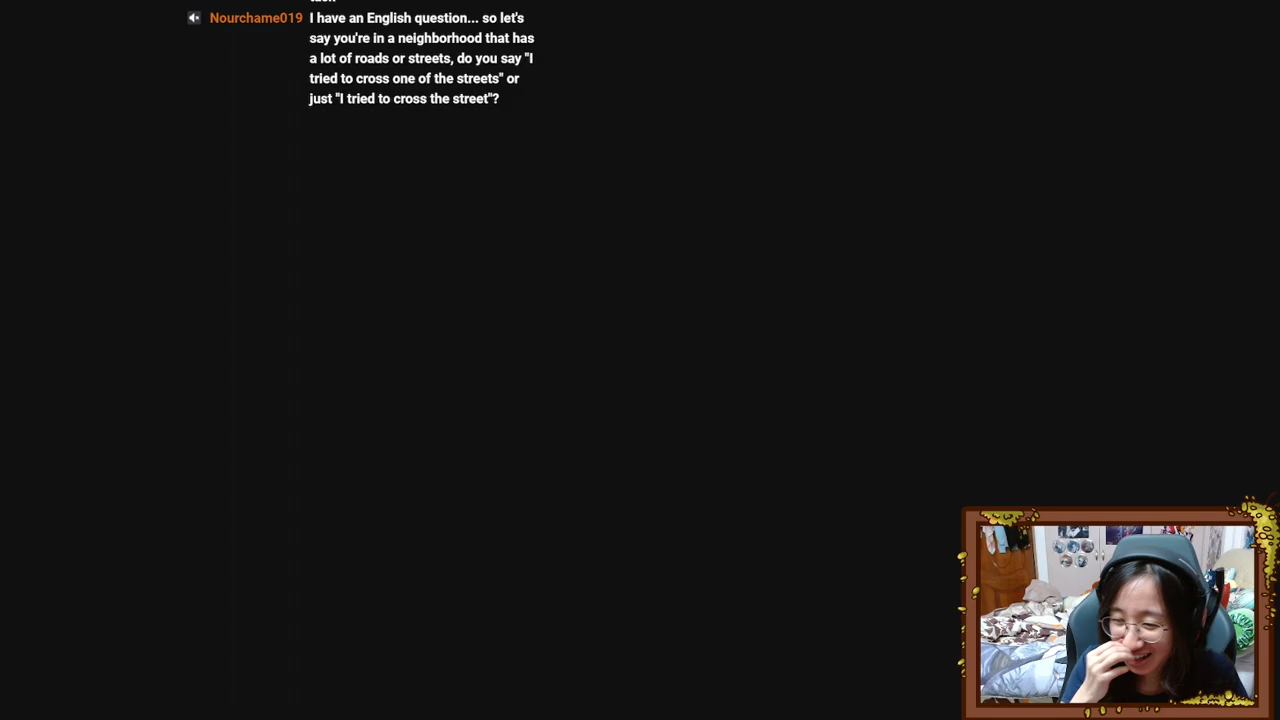 Nourchame019 I have an English question... so let's
say you're in a neighborhood that has
a lot of roads or streets, do you say "I
tried to cross one of the streets" or
just "I tried to cross the street"?